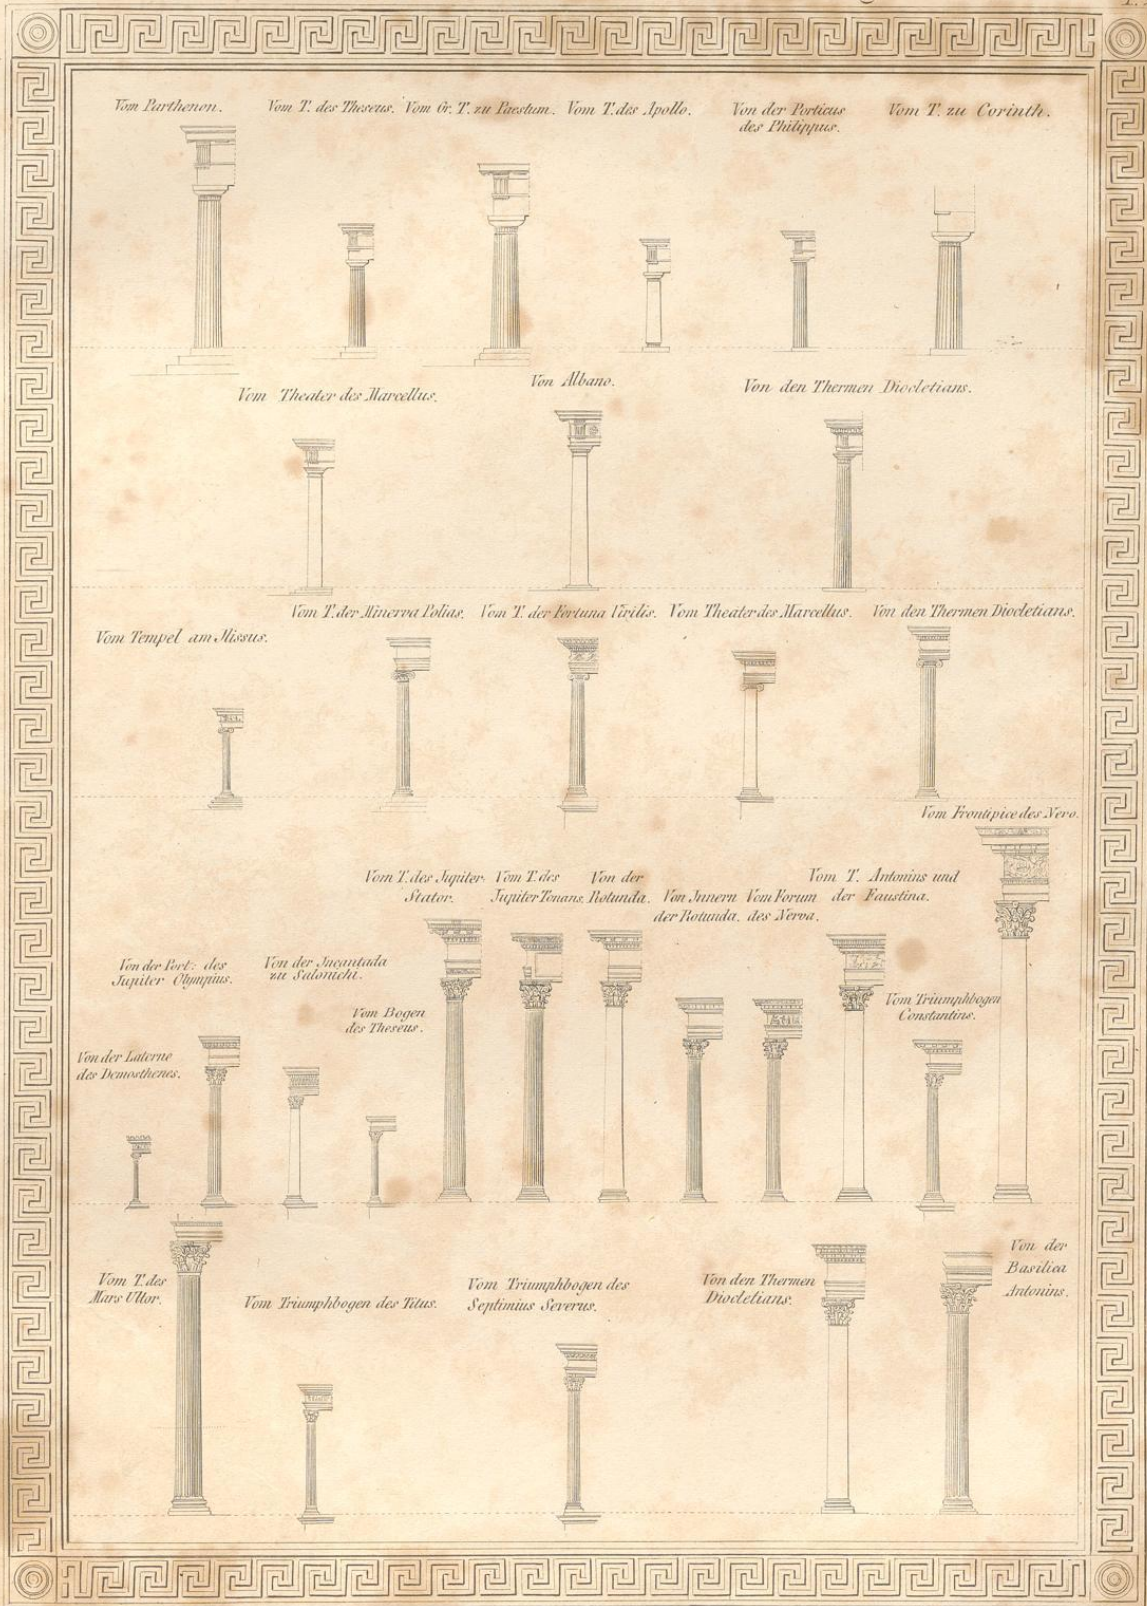 Vom Parthenon.
Vom T. des Theseus.
Vom Gr. T. zu Paestum.
Vom T. des Apollo.
Von der Porticus
des Philippus.
Vom T. zu Corinth.
Vom Theater des Marcellus.
Von Albano.
Von den Thermen Diocletians.
Vom Tempel am Ilissus.
Vom T. der Minerva Polias.
Vom T. der Fortuna Virilis.
Vom Theater des Marcellus.
Von den Thermen Diocletians.
Vom Frontipice des Nero.
Von der Laterne
des Demosthenes.
Von der Port: des
Jupiter Olympius.
Von der Incantada
zu Salonichi.
Vom Bogen
des Theseus.
Vom T. des Jupiter
Stator.
Vom T. des
Jupiter Tonans.
Von der
Rotunda.
Von Innern
der Rotunda.
Vom Forum
des Nerva.
Vom T. Antonins und
der Faustina.
Vom Triumphbogen
Constantins.
Vom T. des
Mars Ultor.
Vom Triumphbogen des Titus.
Vom Triumphbogen des
Septimius Severus.
Von den Thermen
Diocletians.
Von der
Basilica
Antonins.